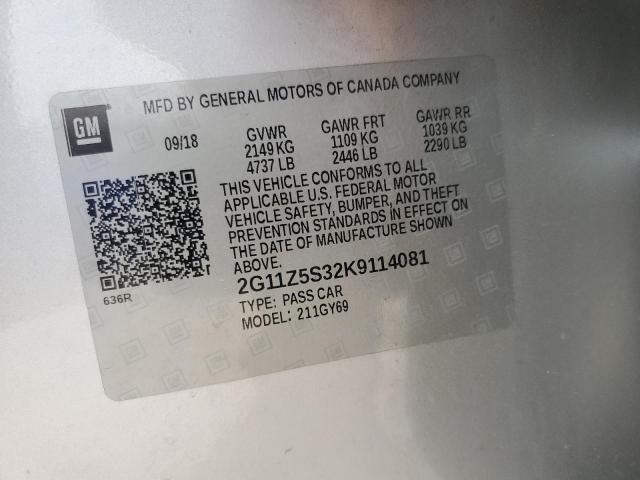 MFD BY GENERAL MOTORS OF CANADA COMPANY
GM
09/18
GVWR
2149 KG
4737 LB
GAWR FRT
1109 KG
2446 LB
GAWR RR
1039 KG
2290 LB
THIS VEHICLE CONFORMS TO ALL
APPLICABLE U.S. FEDERAL MOTOR
VEHICLE SAFETY, BUMPER, AND THEFT
PREVENTION STANDARDS IN EFFECT ON
THE DATE OF MANUFACTURE SHOWN
ABOVE.
636R
2G11Z5S32K9114081
TYPE: PASS CAR
MODEL: 211GY69